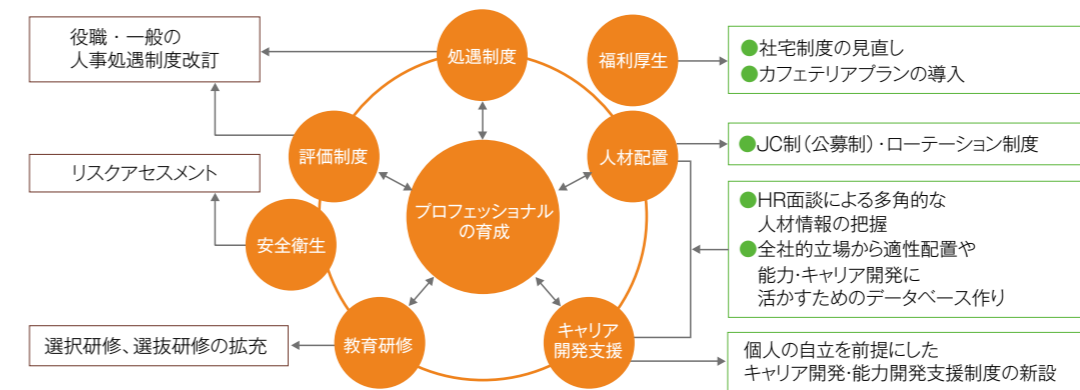 役職・一般の
人事処遇制度改訂
処遇制度
福利厚生
●社宅制度の見直し
●カフェテリアプランの導入
評価制度
人材配置
●JC制(公募制)・ローテーション制度
リスクアセスメント
プロフェッショナル
の育成
●HR面談による多角的な
人材情報の把握
●全社的立場から適性配置や
能力・キャリア開発に
活かすためのデータベース作り
安全衛生
選択研修、選抜研修の拡充
教育研修
キャリア
開発支援
個人の自立を前提にした
キャリア開発・能力開発支援制度の新設